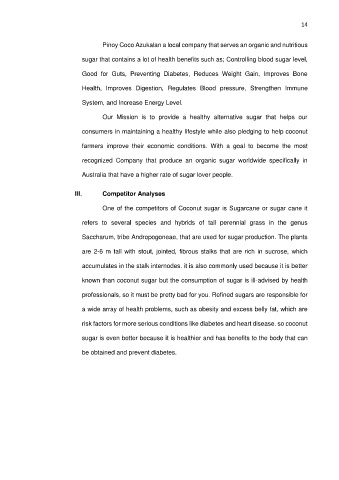 14
Pinoy Coco Azukalan a local company that serves an organic and nutritious
sugar that contains a lot of health benefits such as; Controlling blood sugar level,
Good for Guts, Preventing Diabetes, Reduces Weight Gain, Improves Bone
Health, Improves Digestion, Regulates Blood pressure, Strengthen Immune
System, and Increase Energy Level.
Our Mission is to provide a healthy alternative sugar that helps our
consumers in maintaining a healthy lifestyle while also pledging to help coconut
farmers improve their economic conditions. With a goal to become the most
recognized Company that produce an organic sugar worldwide specifically in
Australia that have a higher rate of sugar lover people.
III. Competitor Analyses
One of the competitors of Coconut sugar is Sugarcane or sugar cane it
refers to several species and hybrids of tall perennial grass in the genus
Saccharum, tribe Andropogoneae, that are used for sugar production. The plants
are 2-6 m tall with stout, jointed, fibrous stalks that are rich in sucrose, which
accumulates in the stalk internodes. it is also commonly used because it is better
known than coconut sugar but the consumption of sugar is ill-advised by health
professionals, so it must be pretty bad for you. Refined sugars are responsible for
a wide array of health problems, such as obesity and excess belly fat, which are
risk factors for more serious conditions like diabetes and heart disease. so coconut
sugar is even better because it is healthier and has benefits to the body that can
be obtained and prevent diabetes.